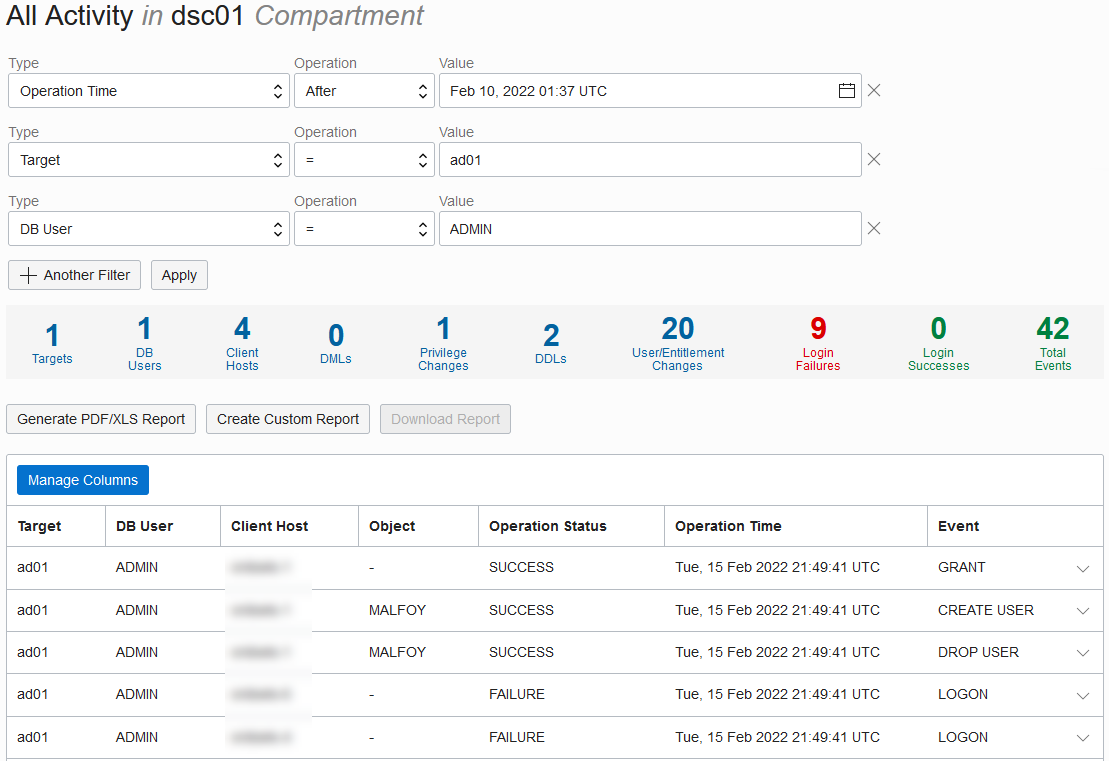 All Activity in dsc01 Compartment
Type Operation Value
Operation Time After Feb 10, 2022 01:37 UTC
Type Operation Value
Target = ad01
Type Operation Value
DB User = ADMIN
Another Filter Apply
1 1 4 0 1 2 20 9 0 42
Targets DB Users Client Hosts DMLs Privilege Changes DDLs User/Entitlement Changes Login Failures Login Successes Total Events
Generate PDF/XLS Report Create Custom Report Download Report
Manage Columns
Target DB User Client Host Object Operation Status Operation Time Event
ad01 ADMIN - SUCCESS Tue, 15 Feb 2022 21:49:41 UTC GRANT
ad01 ADMIN MALFOY SUCCESS Tue, 15 Feb 2022 21:49:41 UTC CREATE USER
ad01 ADMIN MALFOY SUCCESS Tue, 15 Feb 2022 21:49:41 UTC DROP USER
ad01 ADMIN - FAILURE Tue, 15 Feb 2022 21:49:41 UTC LOGON
ad01 ADMIN - FAILURE Tue, 15 Feb 2022 21:49:41 UTC LOGON